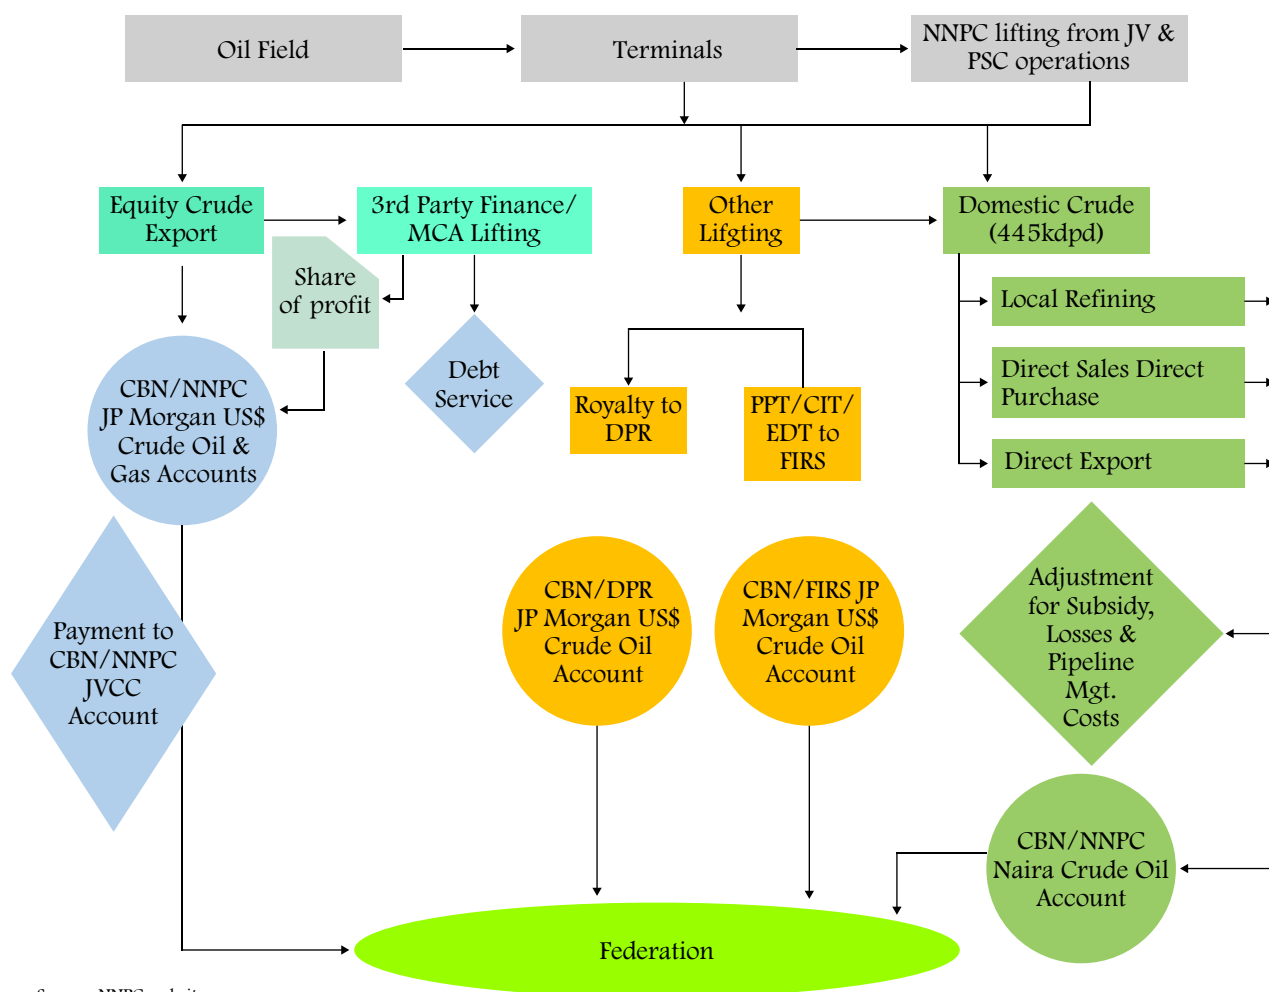 Oil Field
Terminals
NNPC lifting from JV &
PSC operations
Equity Crude
Export
3rd Party Finance/
MCA Lifting
Other
Lifgting
Domestic Crude
(445kdpd)
Share
of profit
Local Refining
Direct Sales Direct
Purchase
Direct Export
CBN/NNPC
JP Morgan US$
Crude Oil &
Gas Accounts
Debt
Service
Royalty to
DPR
PPT/CIT/
EDT to
FIRS
Payment to
CBN/NNPC
JVCC
Account
CBN/DPR
JP Morgan US$
Crude Oil
Account
CBN/FIRS JP
Morgan US$
Crude Oil
Account
Adjustment
for Subsidy,
Losses &
Pipeline
Mgt.
Costs
CBN/NNPC
Naira Crude Oil
Account
Federation